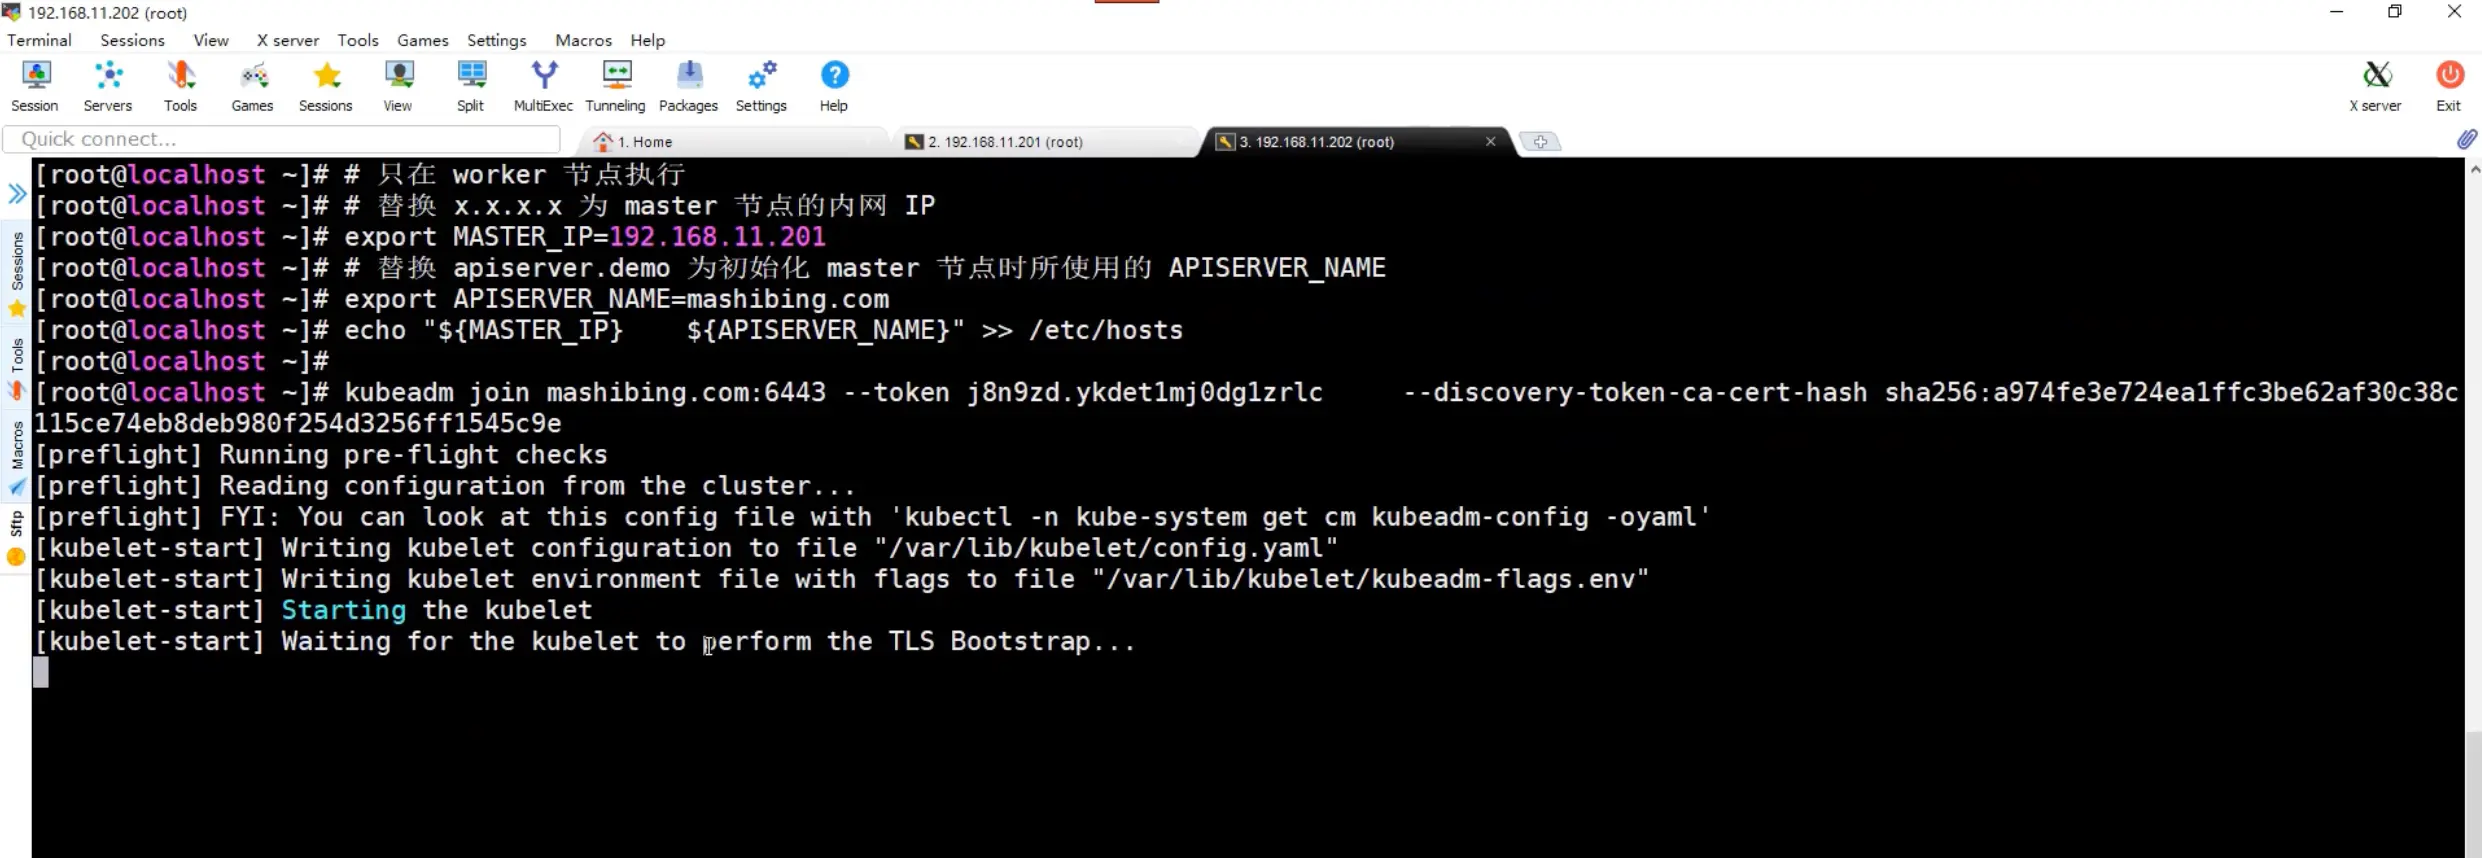 192.168.11.202 (root)
Terminal Sessions View X server Tools Games Settings Macros Help
Session Servers Tools Games Sessions View Split MultiExec Tunneling Packages Settings Help X server Exit
Quick connect... 1. Home 2. 192.168.11.201 (root) 3. 192.168.11.202 (root)
[root@localhost ~]# # 只在 worker 节点执行
[root@localhost ~]# # 替换 x.x.x.x 为 master 节点的内网 IP
[root@localhost ~]# export MASTER_IP=192.168.11.201
[root@localhost ~]# # 替换 apiserver.demo 为初始化 master 节点时所使用的 APISERVER_NAME
[root@localhost ~]# export APISERVER_NAME=mashibing.com
[root@localhost ~]# echo "${MASTER_IP}    ${APISERVER_NAME}" >> /etc/hosts
[root@localhost ~]#
[root@localhost ~]# kubeadm join mashibing.com:6443 --token j8n9zd.ykdet1mj0dg1zrlc     --discovery-token-ca-cert-hash sha256:a974fe3e724ea1ffc3be62af30c38c
115ce74eb8deb980f254d3256ff1545c9e
[preflight] Running pre-flight checks
[preflight] Reading configuration from the cluster...
[preflight] FYI: You can look at this config file with 'kubectl -n kube-system get cm kubeadm-config -oyaml'
[kubelet-start] Writing kubelet configuration to file "/var/lib/kubelet/config.yaml"
[kubelet-start] Writing kubelet environment file with flags to file "/var/lib/kubelet/kubeadm-flags.env"
[kubelet-start] Starting the kubelet
[kubelet-start] Waiting for the kubelet to perform the TLS Bootstrap...
Sessions
Tools
Macros
Sftp